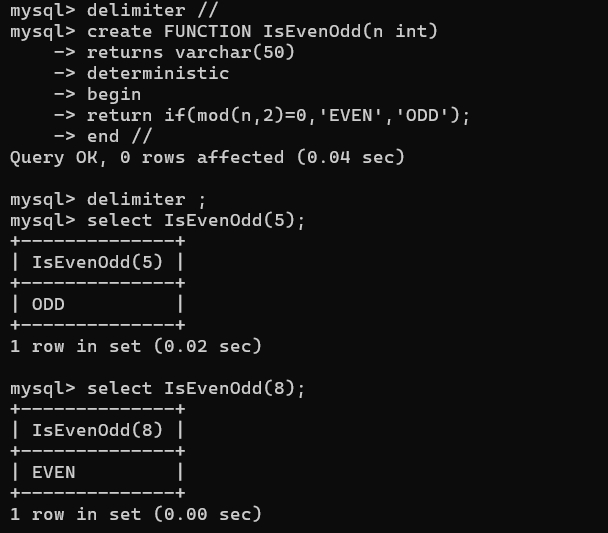 mysql> delimiter //
mysql> create FUNCTION IsEvenOdd(n int)
    -> returns varchar(50)
    -> deterministic
    -> begin
    -> return if(mod(n,2)=0,'EVEN','ODD');
    -> end //
Query OK, 0 rows affected (0.04 sec)

mysql> delimiter ;
mysql> select IsEvenOdd(5);
+--------------+
| IsEvenOdd(5) |
+--------------+
| ODD          |
+--------------+
1 row in set (0.02 sec)

mysql> select IsEvenOdd(8);
+--------------+
| IsEvenOdd(8) |
+--------------+
| EVEN         |
+--------------+
1 row in set (0.00 sec)